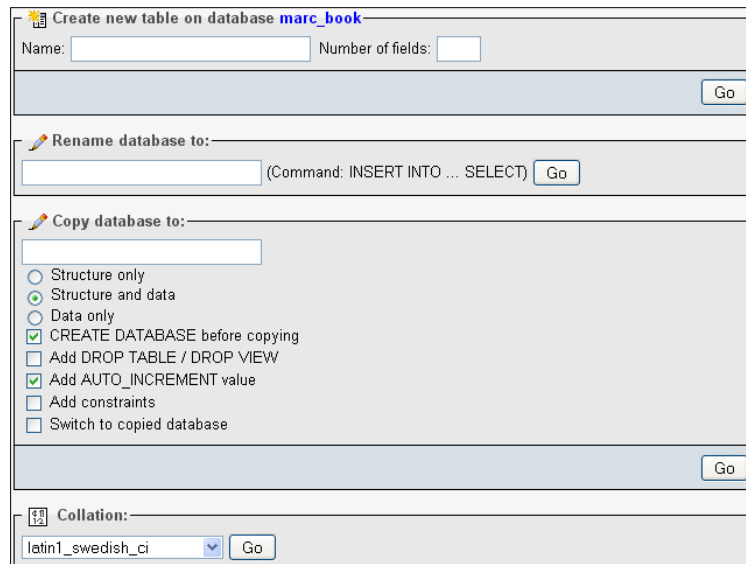 Create new table on database marc_book
Name: Number of fields:
Go
Rename database to:
(Command: INSERT INTO ... SELECT) Go
Copy database to:
Structure only
Structure and data
Data only
CREATE DATABASE before copying
Add DROP TABLE / DROP VIEW
Add AUTO_INCREMENT value
Add constraints
Switch to copied database
Go
Collation:
latin1_swedish_ci Go